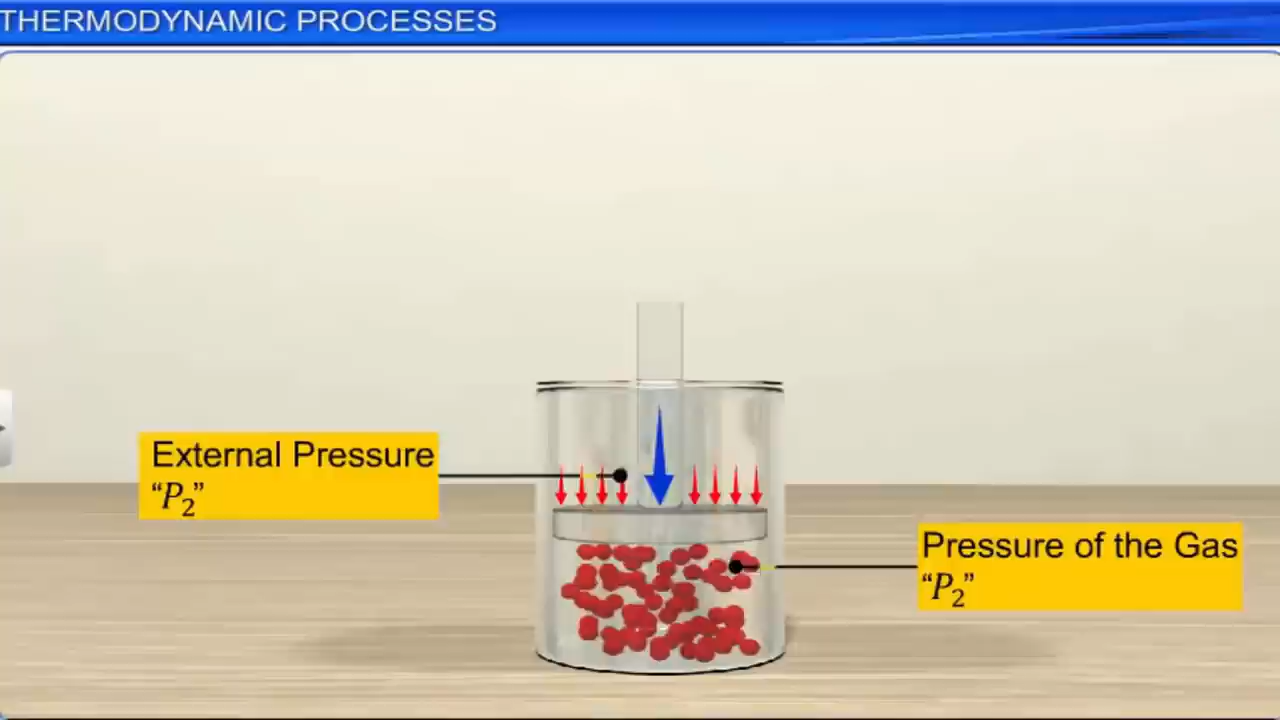 THERMODYNAMIC PROCESSES
External Pressure
“P₂”
Pressure of the Gas
“P₂”